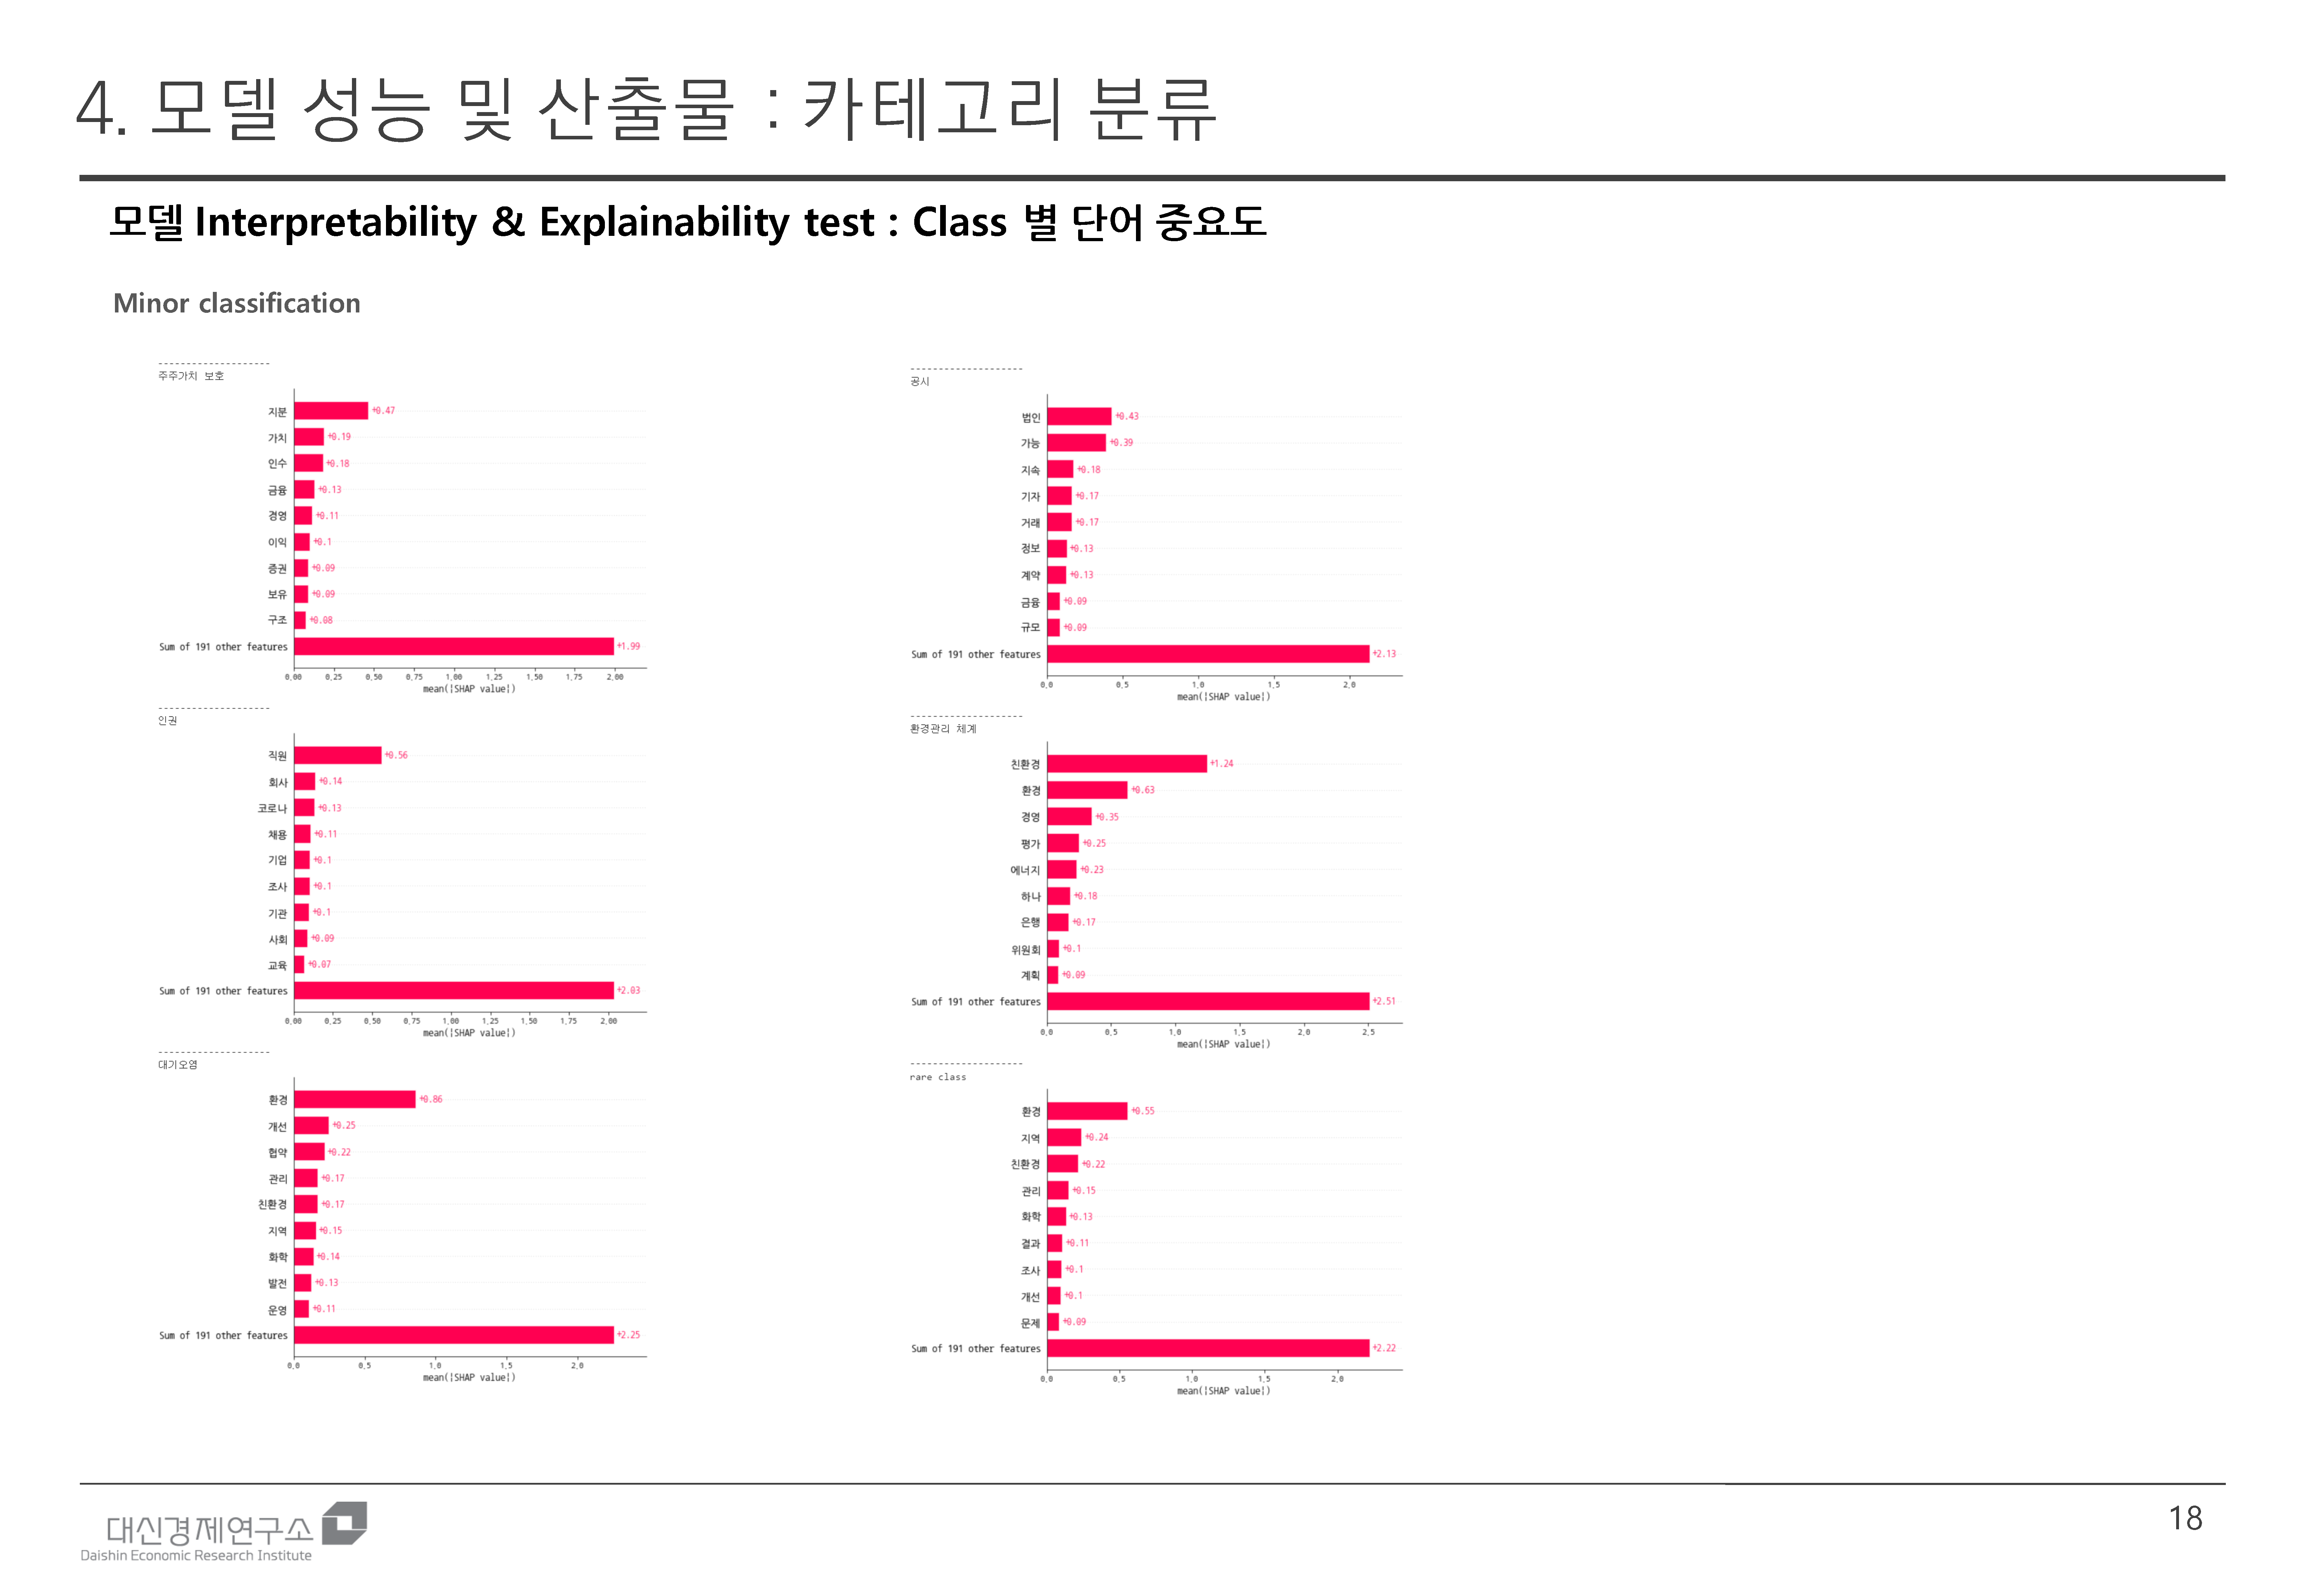 4. 모델 성능 및 산출물 : 카테고리 분류
모델 Interpretability & Explainability test : Class 별 단어 중요도
Minor classification
--------------------
주주가치 보호
지분 +0.47
가치 +0.19
인수 +0.18
금융 +0.13
경영 +0.11
이익 +0.1
증권 +0.09
보유 +0.09
구조 +0.08
Sum of 191 other features +1.99
0.00 0.25 0.50 0.75 1.00 1.25 1.50 1.75 2.00
mean(|SHAP value|)
--------------------
인권
직원 +0.56
회사 +0.14
코로나 +0.13
채용 +0.11
기업 +0.1
조사 +0.1
기관 +0.1
사회 +0.09
교육 +0.07
Sum of 191 other features +2.03
0.00 0.25 0.50 0.75 1.00 1.25 1.50 1.75 2.00
mean(|SHAP value|)
--------------------
대기오염
환경 +0.86
개선 +0.25
협약 +0.22
관리 +0.17
친환경 +0.17
지역 +0.15
화학 +0.14
발전 +0.13
운영 +0.11
Sum of 191 other features +2.25
0.0 0.5 1.0 1.5 2.0
mean(|SHAP value|)
--------------------
공시
법인 +0.43
가능 +0.39
지속 +0.18
기자 +0.17
거래 +0.17
정보 +0.13
계약 +0.13
금융 +0.09
규모 +0.09
Sum of 191 other features +2.13
0.0 0.5 1.0 1.5 2.0
mean(|SHAP value|)
--------------------
환경관리 체계
친환경 +1.24
환경 +0.63
경영 +0.35
평가 +0.25
에너지 +0.23
하나 +0.18
은행 +0.17
위원회 +0.1
계획 +0.09
Sum of 191 other features +2.51
0.0 0.5 1.0 1.5 2.0 2.5
mean(|SHAP value|)
--------------------
rare class
환경 +0.55
지역 +0.24
친환경 +0.22
관리 +0.15
화학 +0.13
결과 +0.11
조사 +0.1
개선 +0.1
문제 +0.09
Sum of 191 other features +2.22
0.0 0.5 1.0 1.5 2.0
mean(|SHAP value|)
대신경제연구소
Daishin Economic Research Institute
18